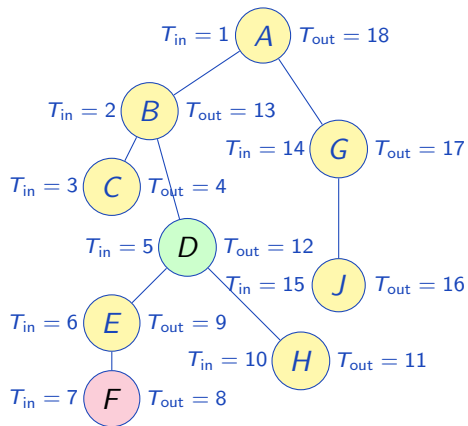 T_in = 1 A T_out = 18
T_in = 2 B T_out = 13
T_in = 14 G T_out = 17
T_in = 3 C T_out = 4
T_in = 5 D T_out = 12
T_in = 15 J T_out = 16
T_in = 6 E T_out = 9
T_in = 10 H T_out = 11
T_in = 7 F T_out = 8